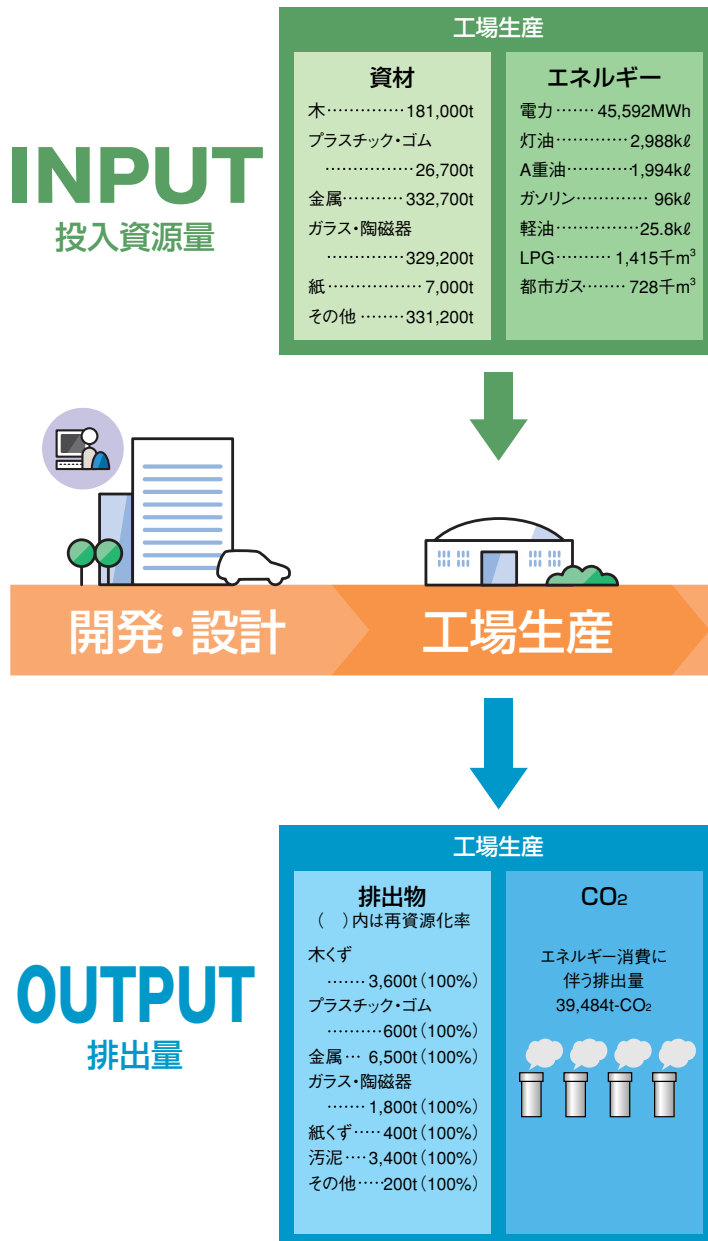 工場生産
INPUT
投入資源量
資材
木··············181,000t
プラスチック・ゴム
···············26,700t
金属··········332,700t
ガラス・陶磁器
·············329,200t
紙················7,000t
その他········331,200t
エネルギー
電力······45,592MWh
灯油············2,988kℓ
A重油···········1,994kℓ
ガソリン·············96kℓ
軽油··············25.8kℓ
LPG··········1,415千m³
都市ガス·······728千m³
開発・設計
工場生産
工場生産
OUTPUT
排出量
排出物
（　）内は再資源化率
木くず
·······3,600t（100%）
プラスチック・ゴム
··········600t（100%）
金属···6,500t（100%）
ガラス・陶磁器
·······1,800t（100%）
紙くず·····400t（100%）
汚泥····3,400t（100%）
その他·····200t（100%）
CO₂
エネルギー消費に
伴う排出量
39,484t-CO₂